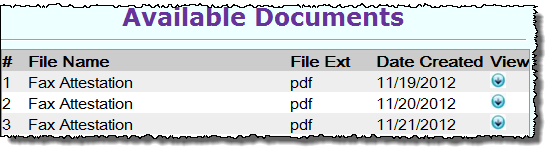 Available Documents
# File Name File Ext Date Created View
1 Fax Attestation pdf 11/19/2012
2 Fax Attestation pdf 11/20/2012
3 Fax Attestation pdf 11/21/2012